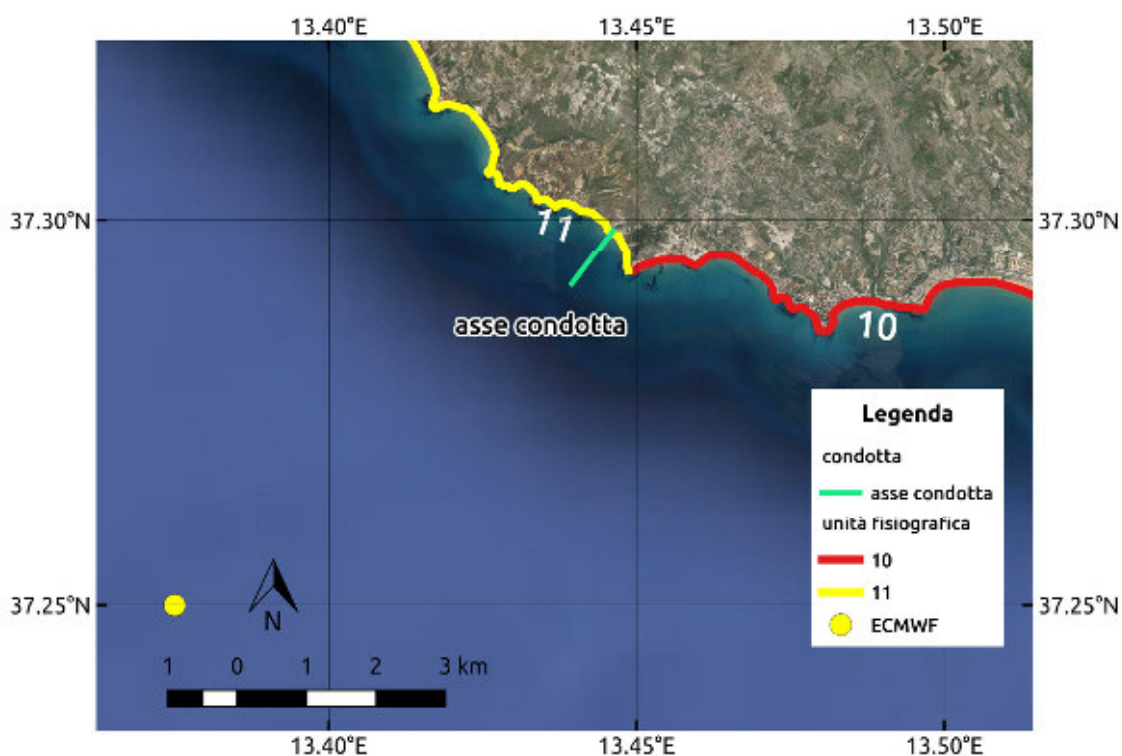 13.40°E 13.45°E 13.50°E
37.30°N 37.30°N
11
asse condotta
10
Legenda
condotta
asse condotta
unità fisiografica
10
11
ECMWF
37.25°N 37.25°N
N
1 0 1 2 3 km
13.40°E 13.45°E 13.50°E